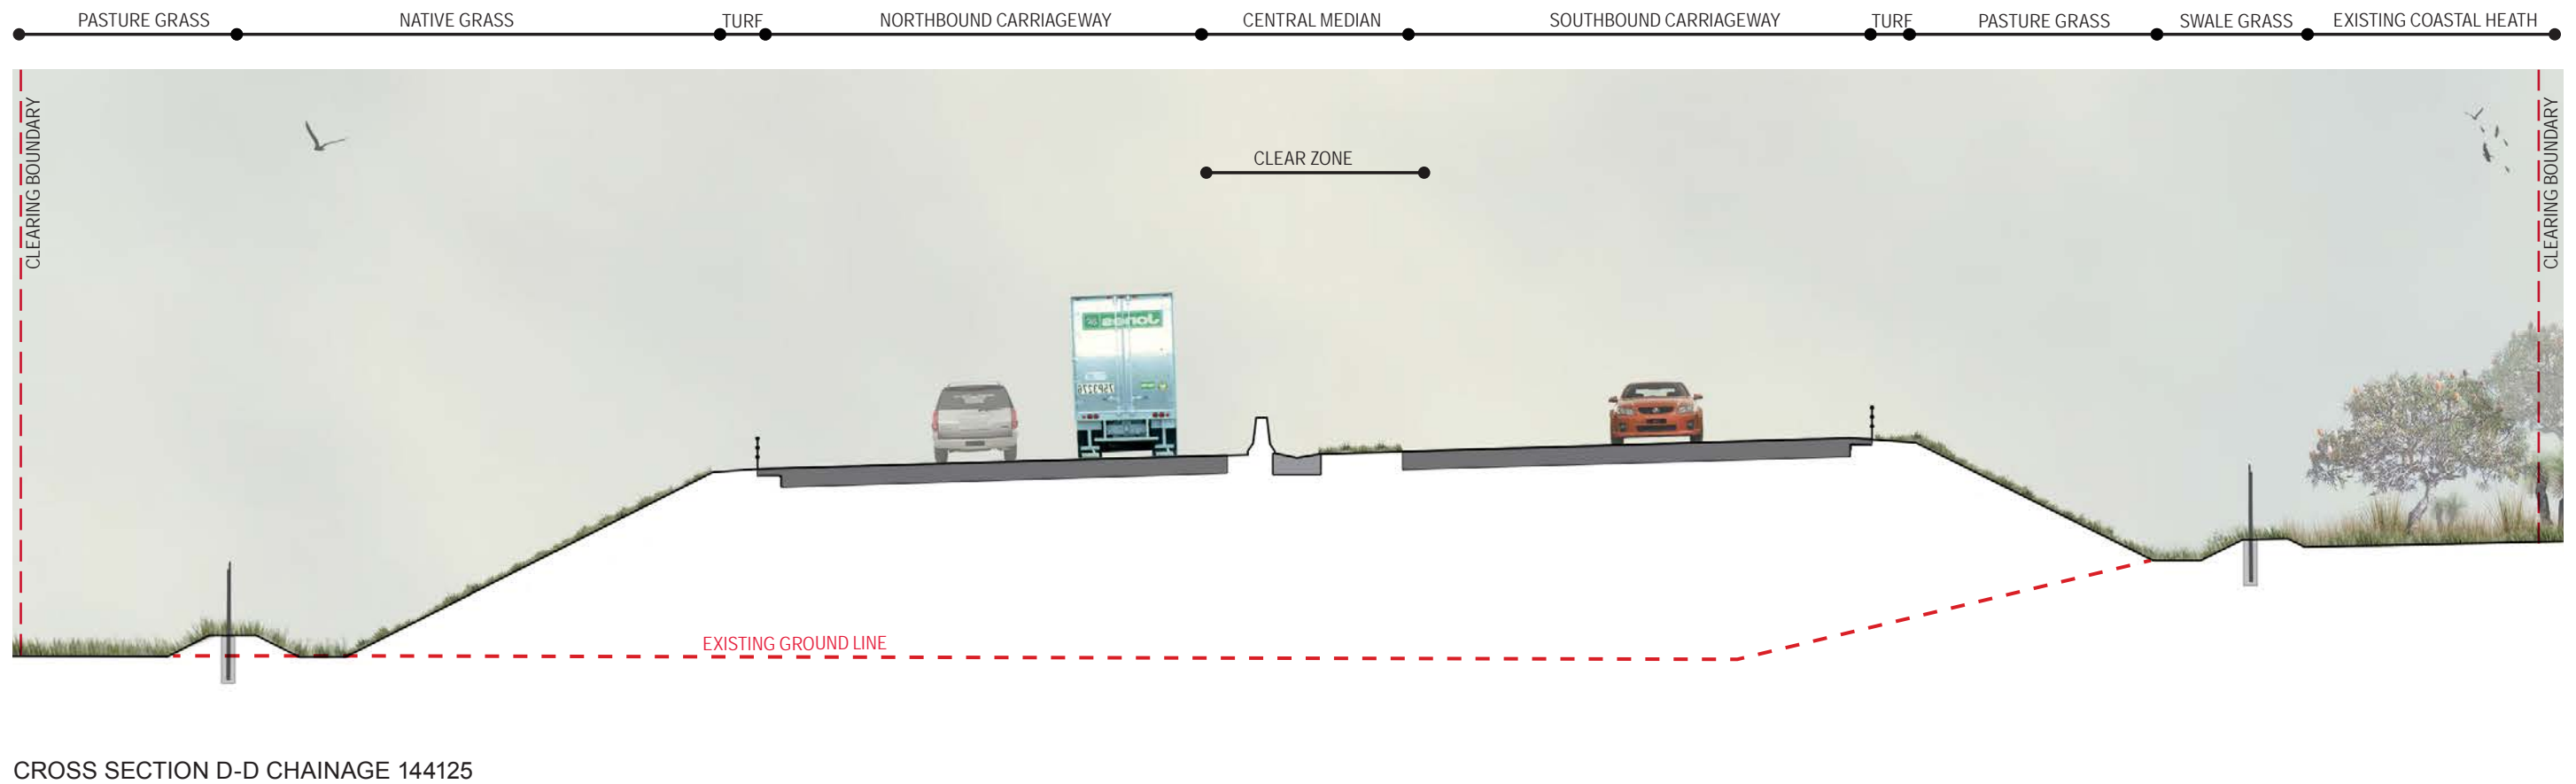 PASTURE GRASS NATIVE GRASS TURF NORTHBOUND CARRIAGEWAY CENTRAL MEDIAN SOUTHBOUND CARRIAGEWAY TURF PASTURE GRASS SWALE GRASS EXISTING COASTAL HEATH
CLEARING BOUNDARY
CLEAR ZONE
CLEARING BOUNDARY
EXISTING GROUND LINE
CROSS SECTION D-D CHAINAGE 144125